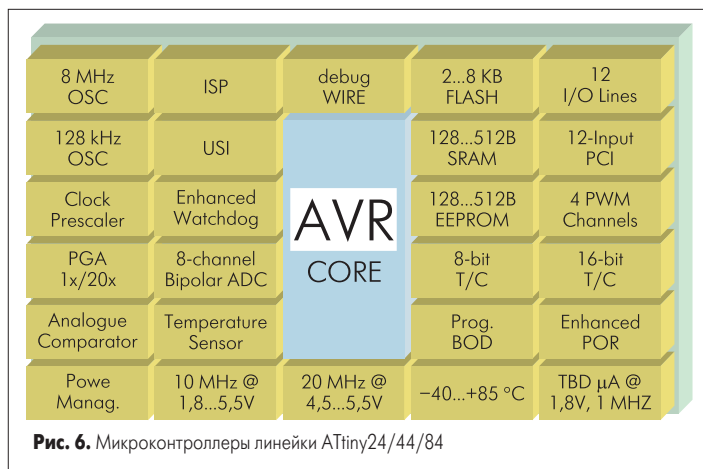 8 MHz
OSC
ISP
debug
WIRE
2...8 KB
FLASH
12
I/O Lines
128 kHz
OSC
USI
128...512B
SRAM
12-Input
PCI
Clock
Prescaler
Enhanced
Watchdog
AVR
CORE
128...512B
EEPROM
4 PWM
Channels
PGA
1x/20x
8-channel
Bipolar ADC
8-bit
T/C
16-bit
T/C
Analogue
Comparator
Temperature
Sensor
Prog.
BOD
Enhanced
POR
Powe
Manag.
10 MHz @
1,8...5,5V
20 MHz @
4,5...5,5V
−40...+85 °C
TBD µA @
1,8V, 1 MHZ
Рис. 6. Микроконтроллеры линейки ATtiny24/44/84